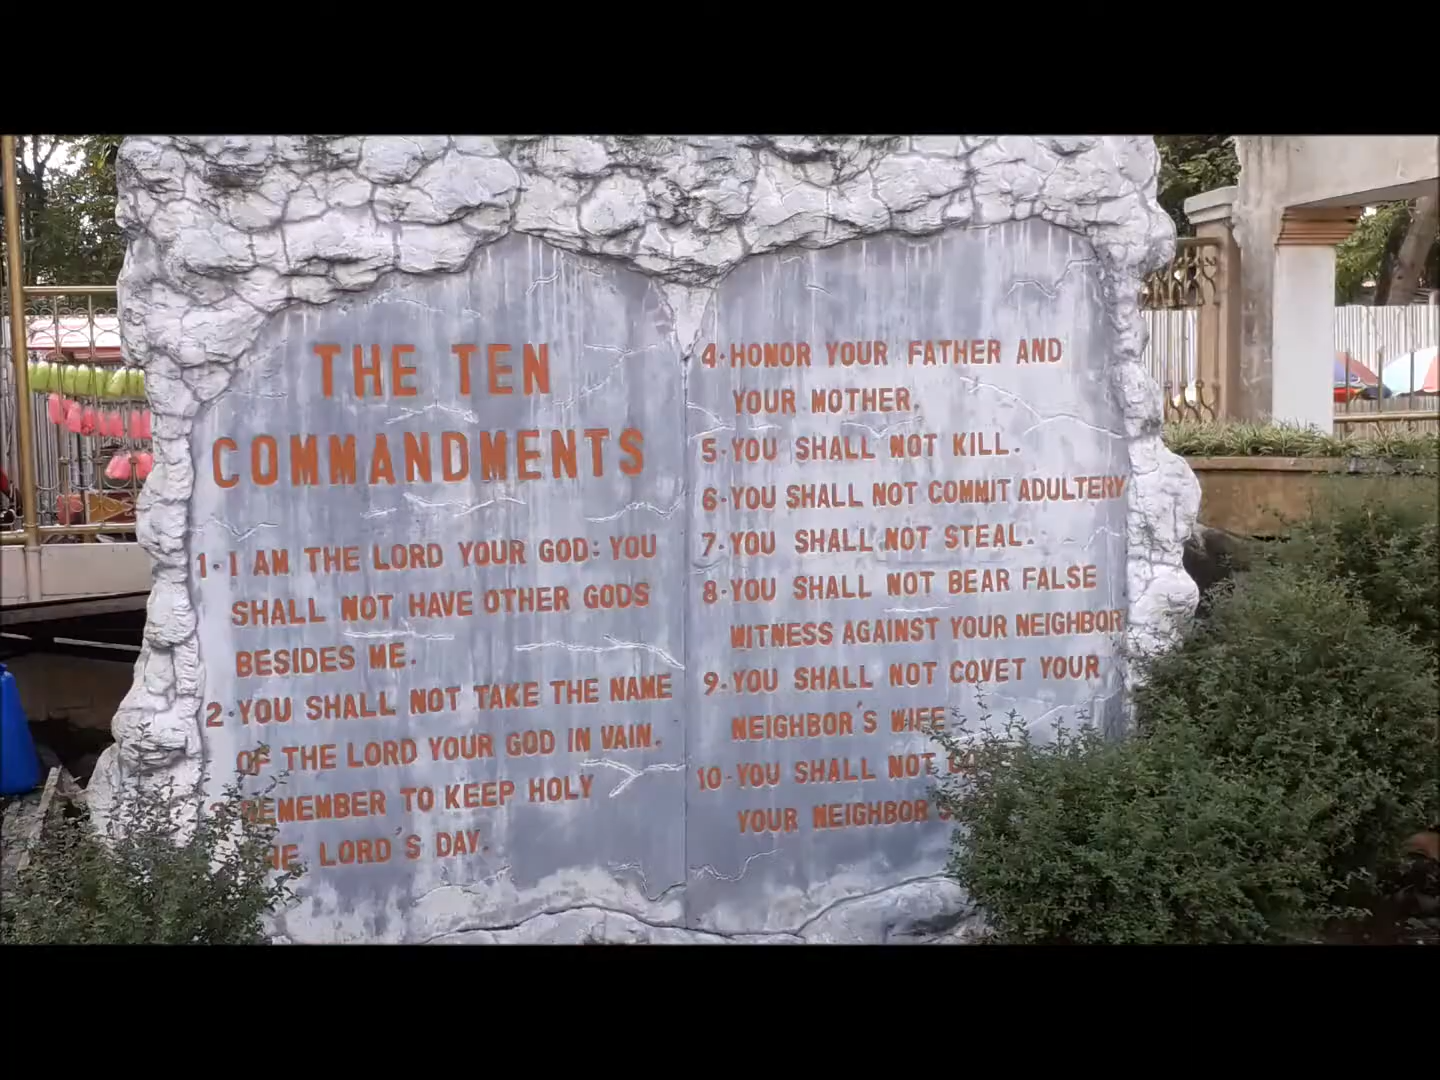 THE TEN
COMMANDMENTS
1. I AM THE LORD YOUR GOD: YOU
SHALL NOT HAVE OTHER GODS
BESIDES ME.
2. YOU SHALL NOT TAKE THE NAME
OF THE LORD YOUR GOD IN VAIN.
REMEMBER TO KEEP HOLY
LORD'S DAY.
4. HONOR YOUR FATHER AND
YOUR MOTHER.
5. YOU SHALL NOT KILL.
6. YOU SHALL NOT COMMIT ADULTERY
7. YOU SHALL NOT STEAL.
8. YOU SHALL NOT BEAR FALSE
WITNESS AGAINST YOUR NEIGHBOR
9. YOU SHALL NOT COVET YOUR
NEIGHBOR'S WIFE
10. YOU SHALL NOT
YOUR NEIGHBOR'S